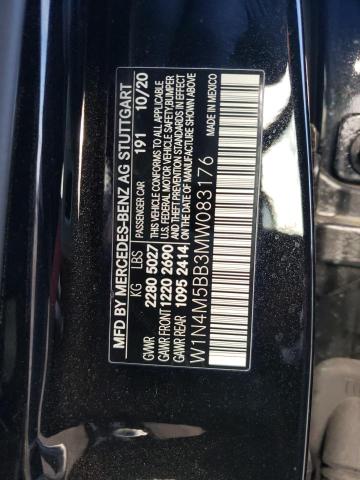 MFD BY MERCEDES-BENZ AG STUTTGART
KG LBS PASSENGER CAR 191 10/20
GVWR 2280 5027 THIS VEHICLE CONFORMS TO ALL APPLICABLE
GAWR FRONT 1220 2690 U.S. FEDERAL MOTOR VEHICLE SAFETY, BUMPER
GAWR REAR 1095 2414 AND THEFT PREVENTION STANDARDS IN EFFECT ON THE
DATE OF MANUFACTURE SHOWN ABOVE
W1N4M5BB3MW083176 MADE IN MEXICO